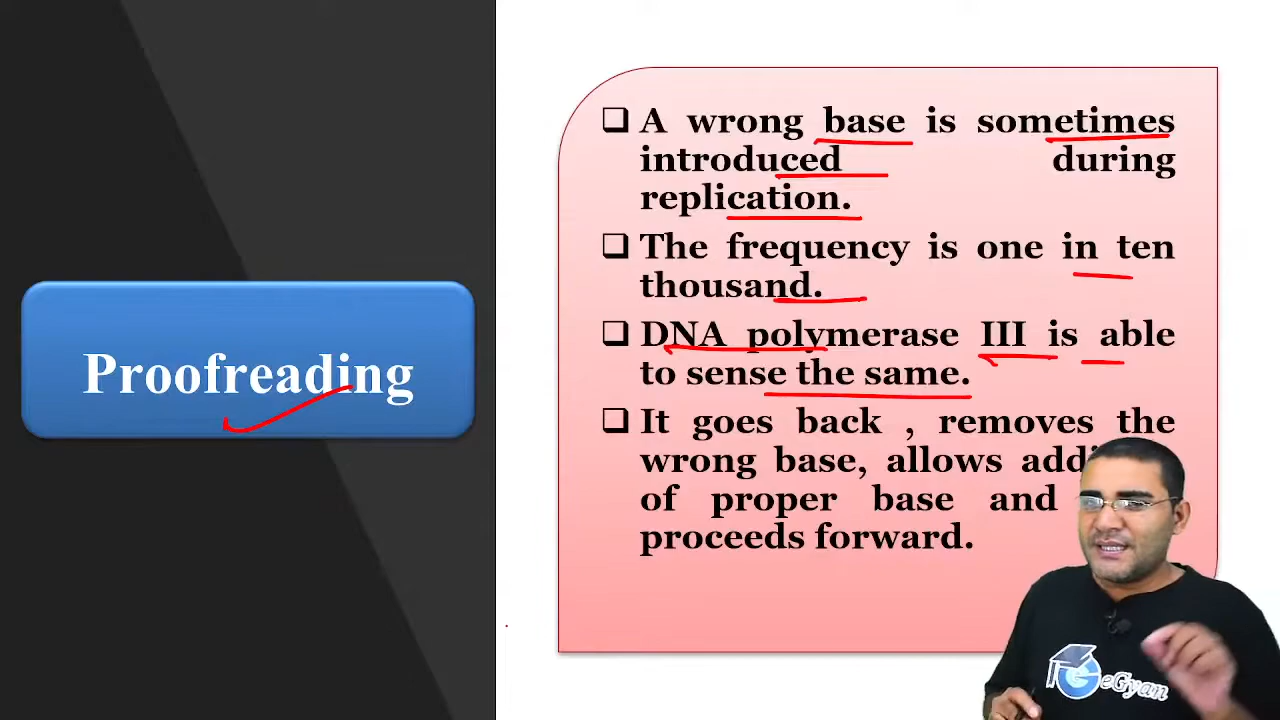 Proofreading
❑ A wrong base is sometimes
introduced during
replication.
❑ The frequency is one in ten
thousand.
❑ DNA polymerase III is able
to sense the same.
❑ It goes back , removes the
wrong base, allows
of proper base and
proceeds forward.
eGyan